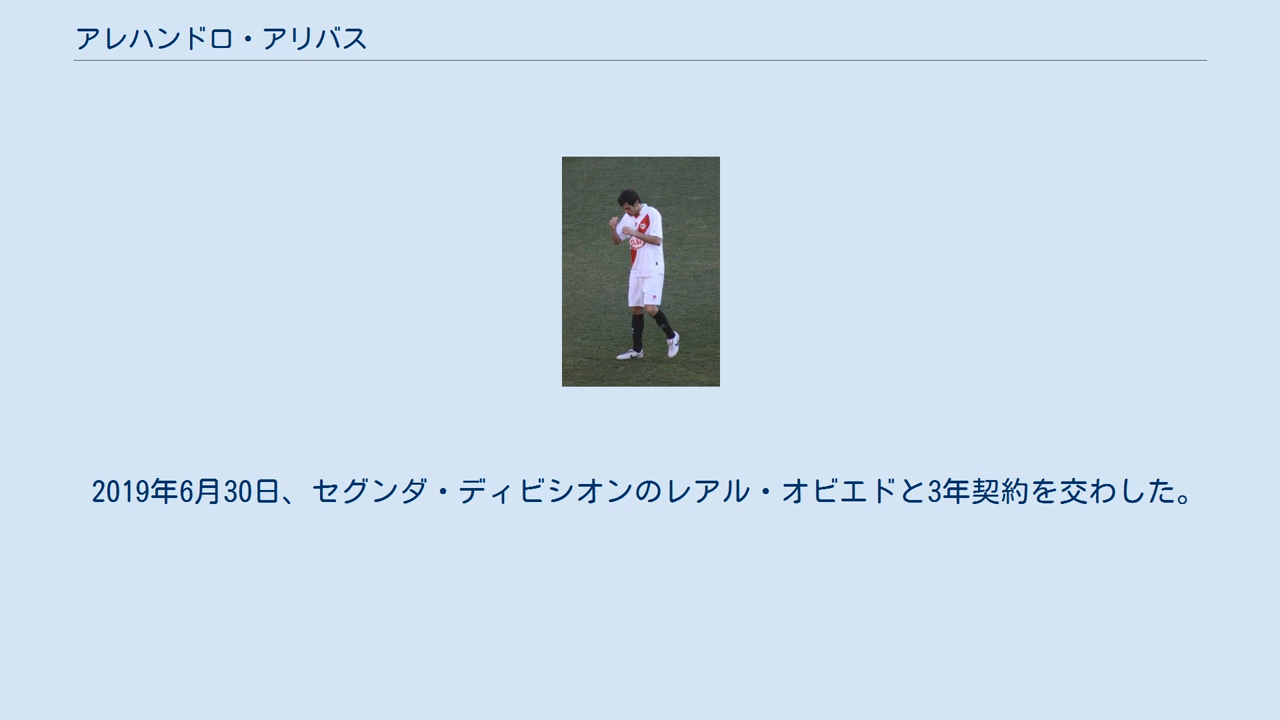 アレハンドロ・アリバス
2019年6月30日、セグンダ・ディビシオンのレアル・オビエドと3年契約を交わした。